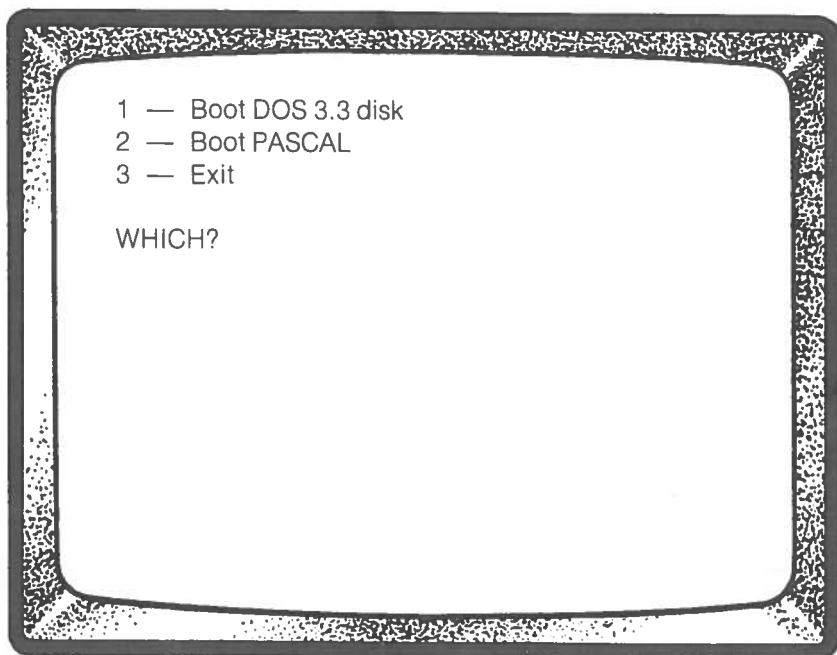 1 — Boot DOS 3.3 disk
2 — Boot PASCAL
3 — Exit
WHICH?